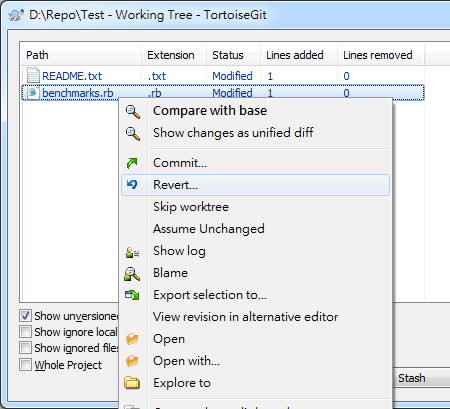 D:\Repo\Test - Working Tree - TortoiseGit
Path Extension Status Lines added Lines removed
README.txt .txt Modified 1 0
benchmarks.rb .rb Modified 1 0
Compare with base
Show changes as unified diff
Commit...
Revert...
Skip worktree
Assume Unchanged
Show log
Blame
Export selection to...
View revision in alternative editor
Open
Open with...
Explore to
Show unversioned
Show ignore local
Show ignored files
Whole Project
Stash